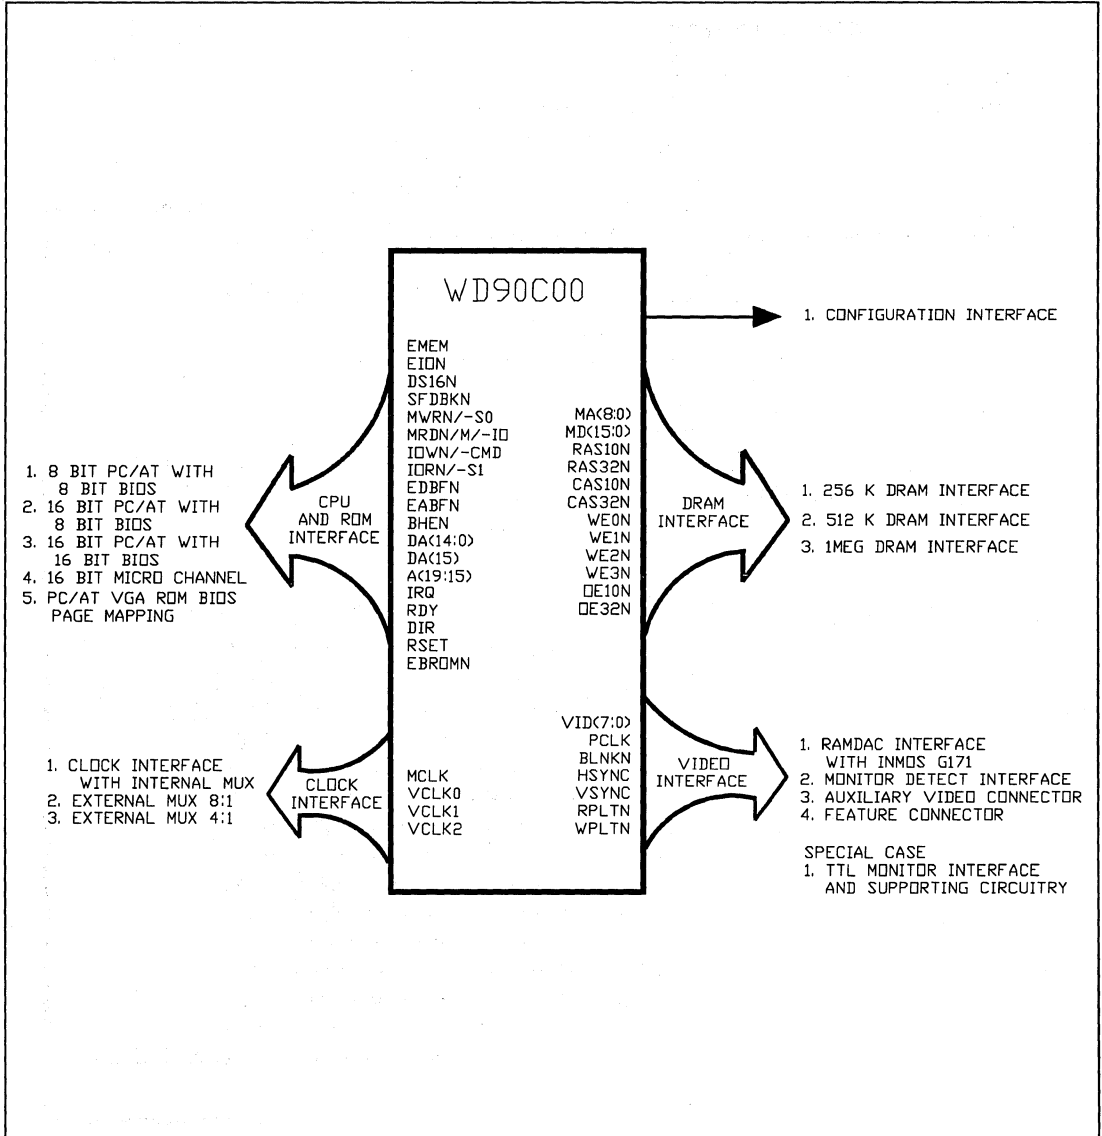 WD90C00
EMEM
EION
DS16N
SFDBKN
MWRN/-S0
MRDN/M/-IO
IOWN/-CMD
IORN/-S1
EDBFN
EABFN
BHEN
DA(14:0)
DA(15)
A(19:15)
IRQ
RDY
DIR
RSET
EBROMN
MCLK
VCLK0
VCLK1
VCLK2
MA(8:0)
MD(15:0)
RAS10N
RAS32N
CAS10N
CAS32N
WE0N
WE1N
WE2N
WE3N
OE10N
OE32N
VID(7:0)
PCLK
BLNKN
HSYNC
VSYNC
RPLTN
WPLTN
CPU
AND ROM
INTERFACE
1. 8 BIT PC/AT WITH
8 BIT BIOS
2. 16 BIT PC/AT WITH
8 BIT BIOS
3. 16 BIT PC/AT WITH
16 BIT BIOS
4. 16 BIT MICRO CHANNEL
5. PC/AT VGA ROM BIOS
PAGE MAPPING
CLOCK
INTERFACE
1. CLOCK INTERFACE
WITH INTERNAL MUX
2. EXTERNAL MUX 8:1
3. EXTERNAL MUX 4:1
1. CONFIGURATION INTERFACE
DRAM
INTERFACE
1. 256 K DRAM INTERFACE
2. 512 K DRAM INTERFACE
3. 1MEG DRAM INTERFACE
VIDEO
INTERFACE
1. RAMDAC INTERFACE
WITH INMOS G171
2. MONITOR DETECT INTERFACE
3. AUXILIARY VIDEO CONNECTOR
4. FEATURE CONNECTOR
SPECIAL CASE
1. TTL MONITOR INTERFACE
AND SUPPORTING CIRCUITRY